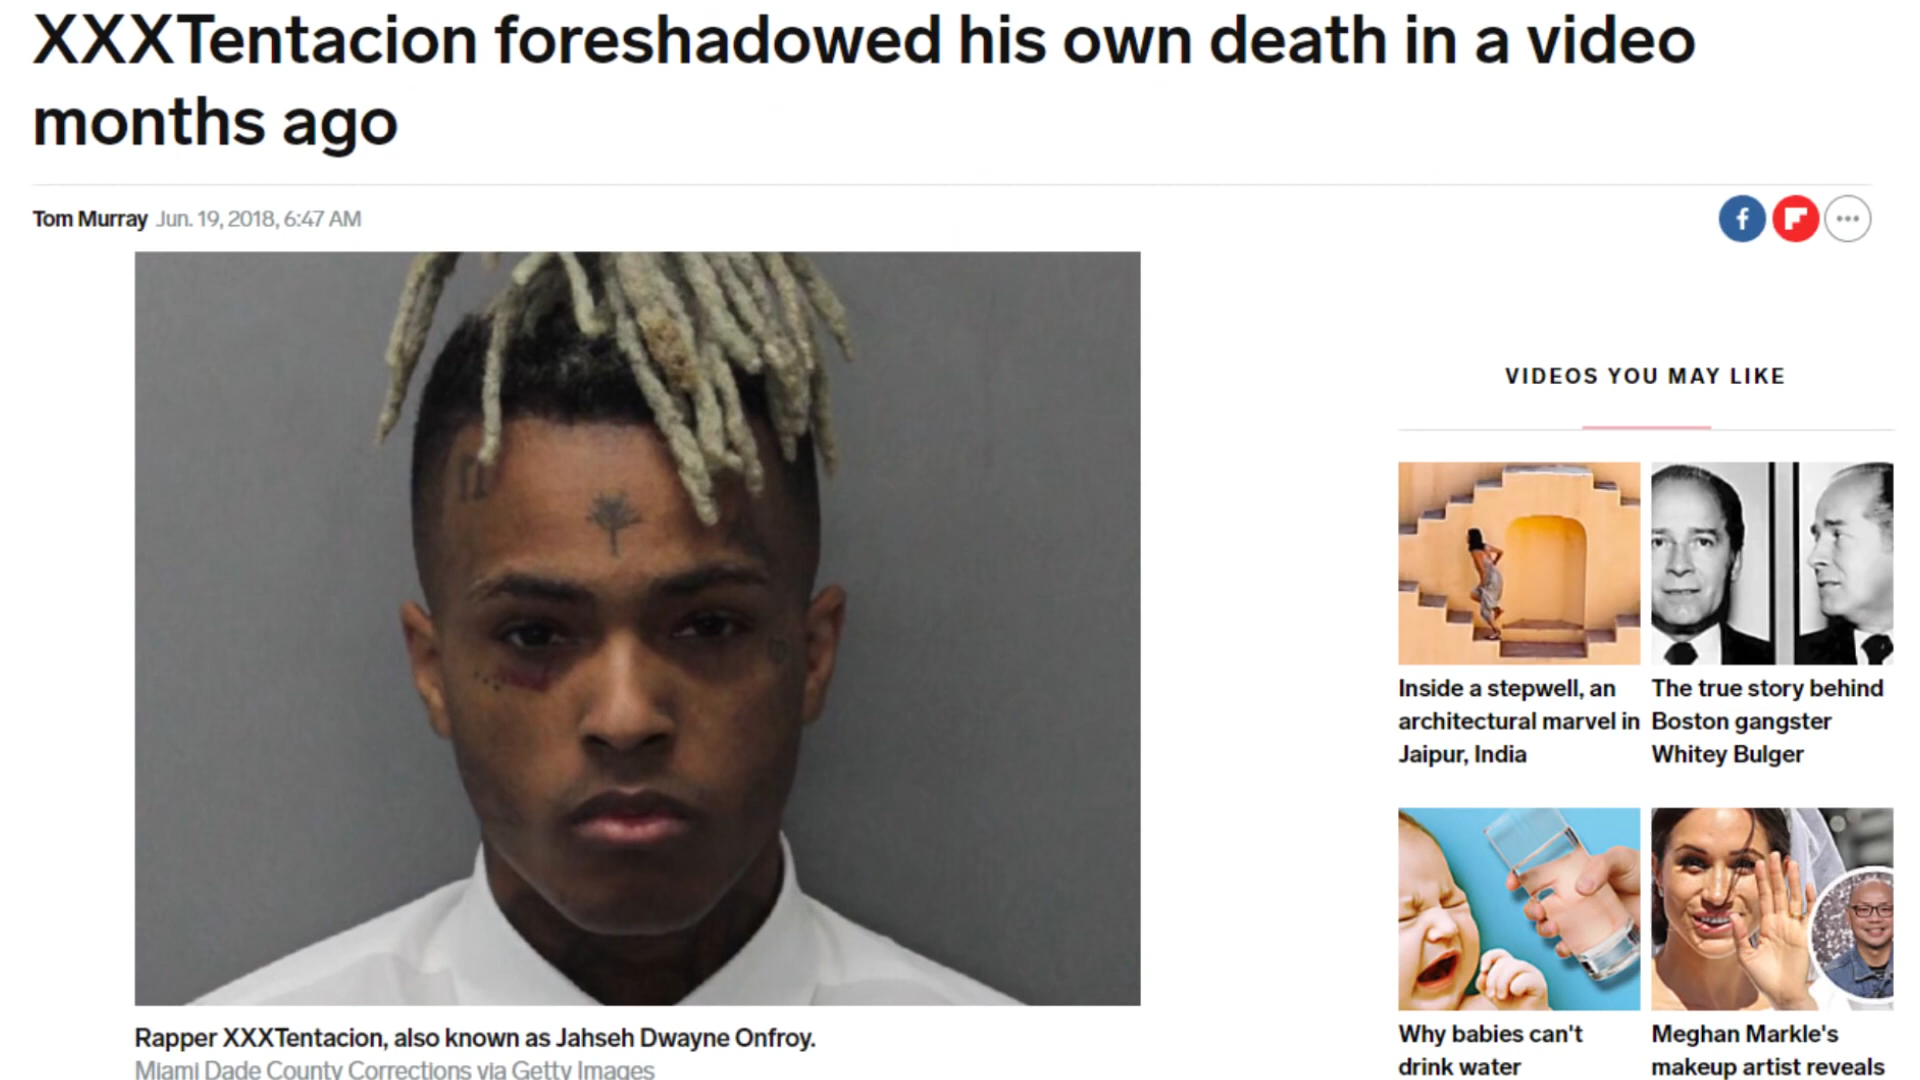 XXXTentacion foreshadowed his own death in a video
months ago
Tom Murray Jun. 19, 2018, 6:47 AM
Rapper XXXTentacion, also known as Jahseh Dwayne Onfroy.
Miami Dade County Corrections via Getty Images
VIDEOS YOU MAY LIKE
Inside a stepwell, an
architectural marvel in
Jaipur, India
The true story behind
Boston gangster
Whitey Bulger
Why babies can't
drink water
Meghan Markle's
makeup artist reveals